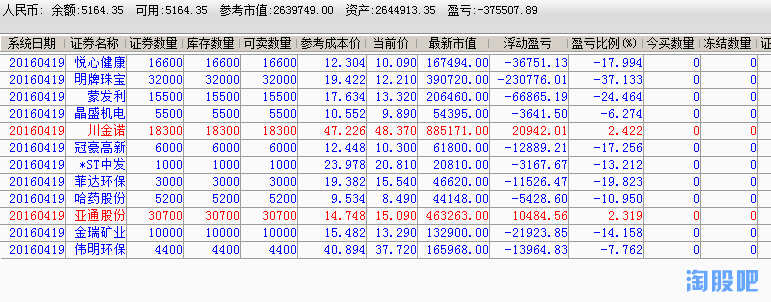 人民币: 余额:5164.35 可用:5164.35 参考市值:2639749.00 资产:2644913.35 盈亏:-375507.89
系统日期 证券名称 证券数量 库存数量 可卖数量 参考成本价 当前价 最新市值 浮动盈亏 盈亏比例(%) 今买数量 冻结数量 证
20160419 悦心健康 16600 16600 16600 12.304 10.090 167494.00 -36751.13 -17.994 0 0
20160419 明牌珠宝 32000 32000 32000 19.422 12.210 390720.00 -230776.01 -37.133 0 0
20160419 蒙发利 15500 15500 15500 17.634 13.320 206460.00 -66865.19 -24.464 0 0
20160419 晶盛机电 5500 5500 5500 10.552 9.890 54395.00 -3641.50 -6.274 0 0
20160419 川金诺 18300 18300 18300 47.226 48.370 885171.00 20942.01 2.422 0 0
20160419 冠豪高新 6000 6000 6000 12.448 10.300 61800.00 -12889.21 -17.256 0 0
20160419 *ST中发 1000 1000 1000 23.978 20.810 20810.00 -3167.67 -13.212 0 0
20160419 菲达环保 3000 3000 3000 19.382 15.540 46620.00 -11526.47 -19.823 0 0
20160419 哈药股份 5200 5200 5200 9.534 8.490 44148.00 -5428.60 -10.950 0 0
20160419 亚通股份 30700 30700 30700 14.748 15.090 463263.00 10484.56 2.319 0 0
20160419 金瑞矿业 10000 10000 10000 15.482 13.290 132900.00 -21923.85 -14.158 0 0
20160419 伟明环保 4400 4400 4400 40.894 37.720 165968.00 -13964.83 -7.762 0 0
淘股吧